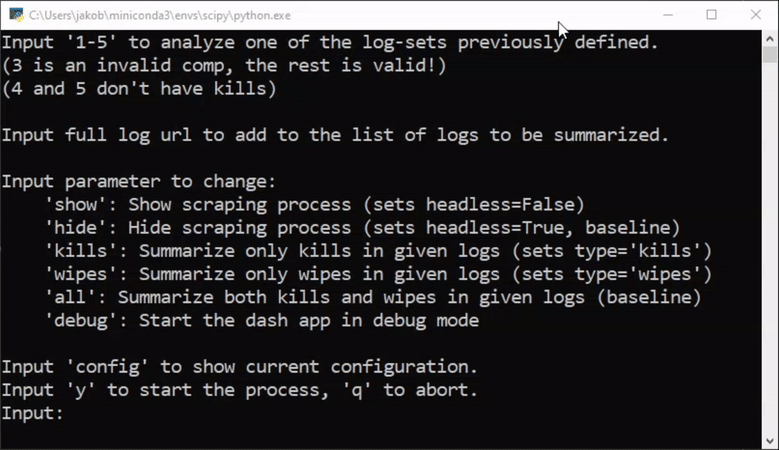 C:\Users\jakob\miniconda3\envs\scipy\python.exe
Input '1-5' to analyze one of the log-sets previously defined.
(3 is an invalid comp, the rest is valid!)
(4 and 5 don't have kills)
Input full log url to add to the list of logs to be summarized.
Input parameter to change:
'show': Show scraping process (sets headless=False)
'hide': Hide scraping process (sets headless=True, baseline)
'kills': Summarize only kills in given logs (sets type='kills')
'wipes': Summarize only wipes in given logs (sets type='wipes')
'all': Summarize both kills and wipes in given logs (baseline)
'debug': Start the dash app in debug mode
Input 'config' to show current configuration.
Input 'y' to start the process, 'q' to abort.
Input: